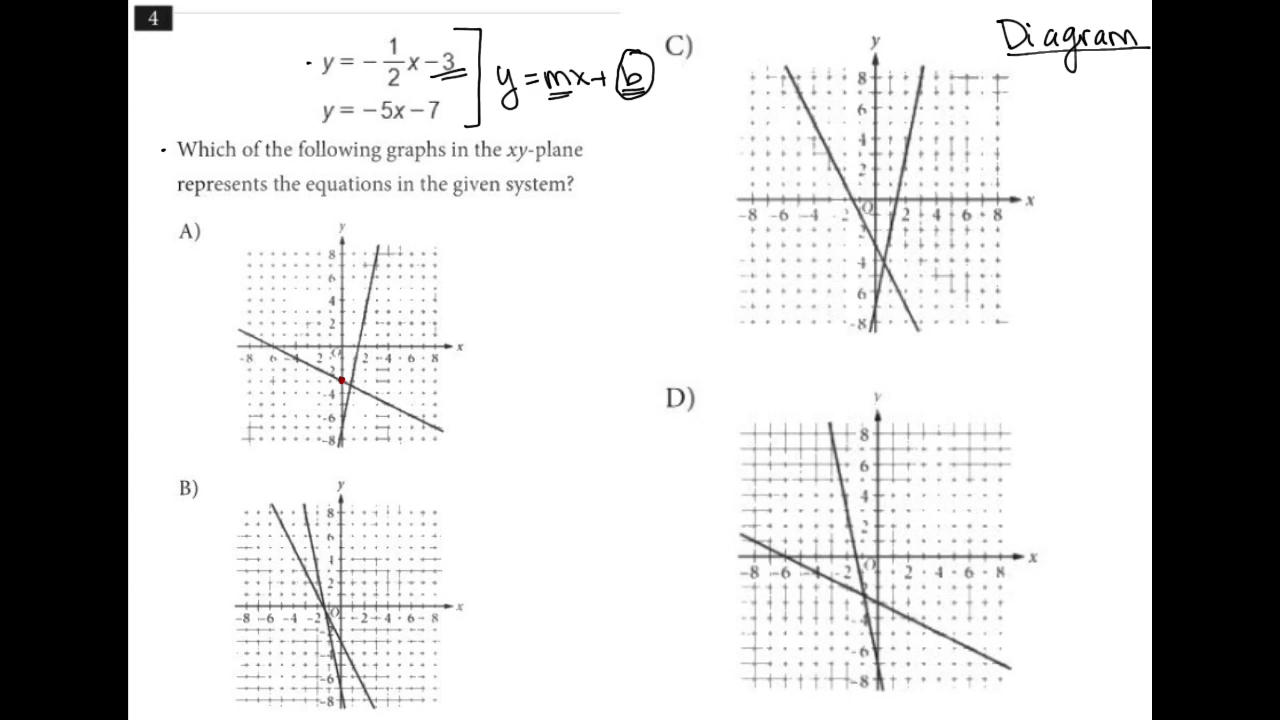 4
y = -1/2x - 3
y = -5x - 7
y = mx + b
Which of the following graphs in the xy-plane
represents the equations in the given system?
A)
B)
Diagram
C)
D)